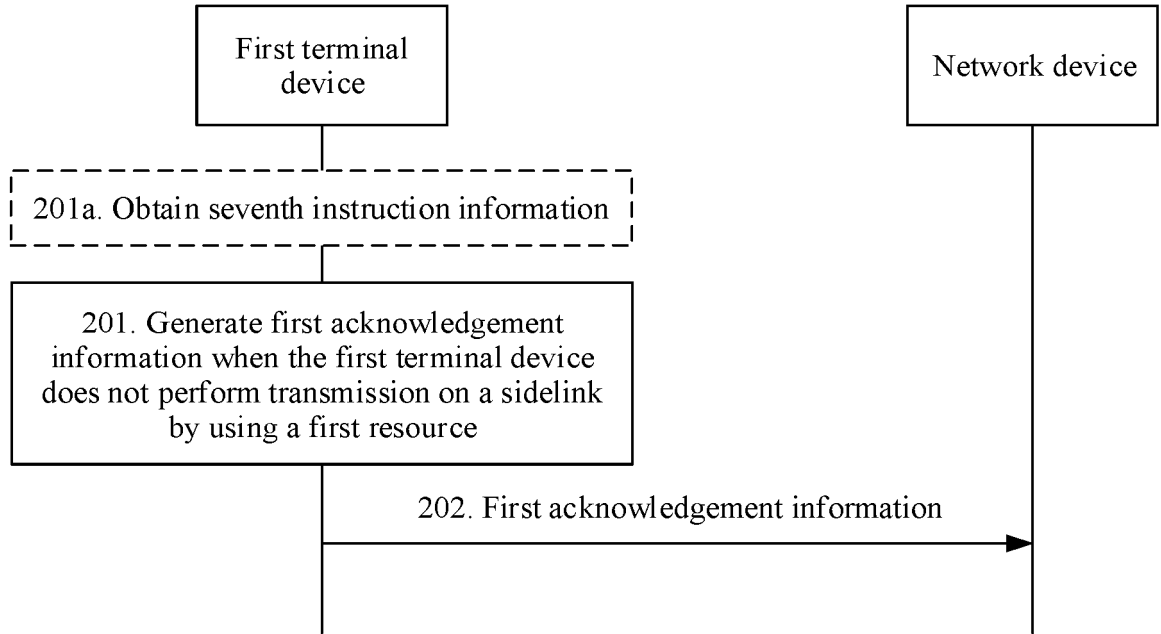 First terminal
device
Network device
201a. Obtain seventh instruction information
201. Generate first acknowledgement
information when the first terminal device
does not perform transmission on a sidelink
by using a first resource
202. First acknowledgement information